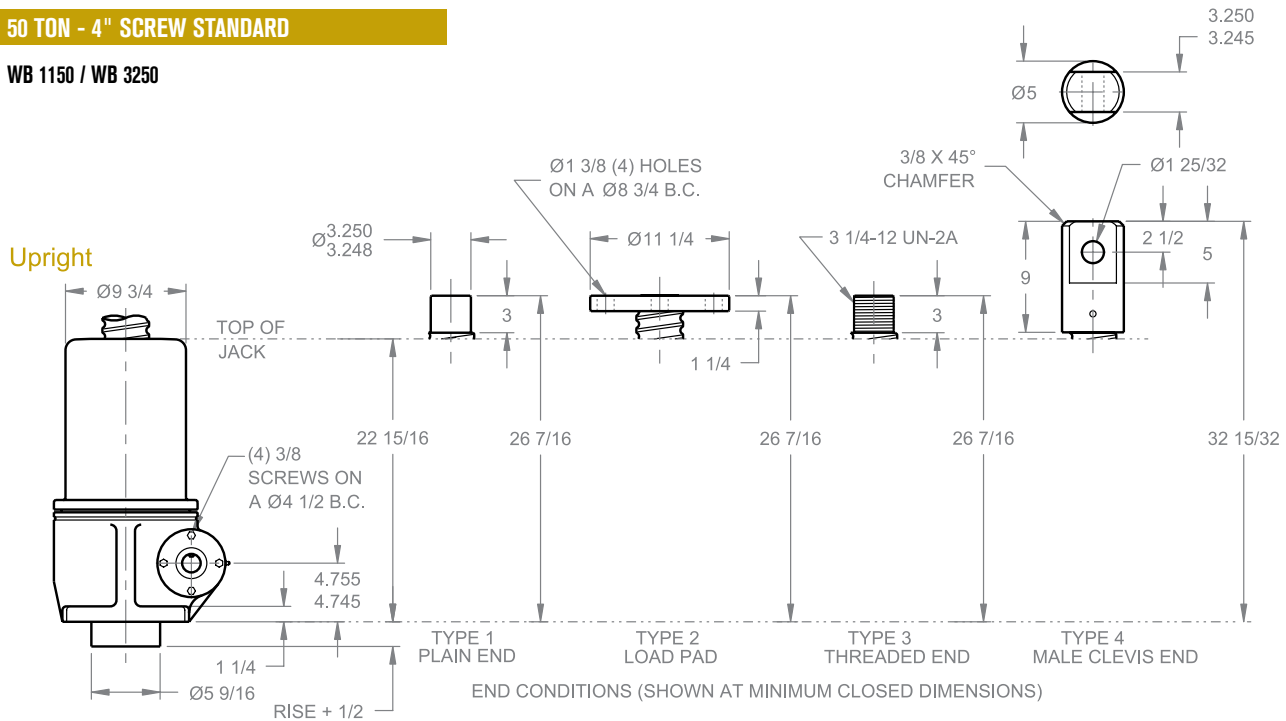 50 TON - 4" SCREW STANDARD
WB 1150 / WB 3250
3.250
3.245
Ø5
Ø1 3/8 (4) HOLES
ON A Ø8 3/4 B.C.
3/8 X 45°
CHAMFER
Ø1 25/32
Ø3.250
3.248
Ø11 1/4
3 1/4-12 UN-2A
2 1/2
5
9
Upright
Ø9 3/4
TOP OF
JACK
3
1 1/4
3
22 15/16
26 7/16
26 7/16
26 7/16
32 15/32
(4) 3/8
SCREWS ON
A Ø4 1/2 B.C.
4.755
4.745
TYPE 1
PLAIN END
TYPE 2
LOAD PAD
TYPE 3
THREADED END
TYPE 4
MALE CLEVIS END
1 1/4
Ø5 9/16
RISE + 1/2
END CONDITIONS (SHOWN AT MINIMUM CLOSED DIMENSIONS)